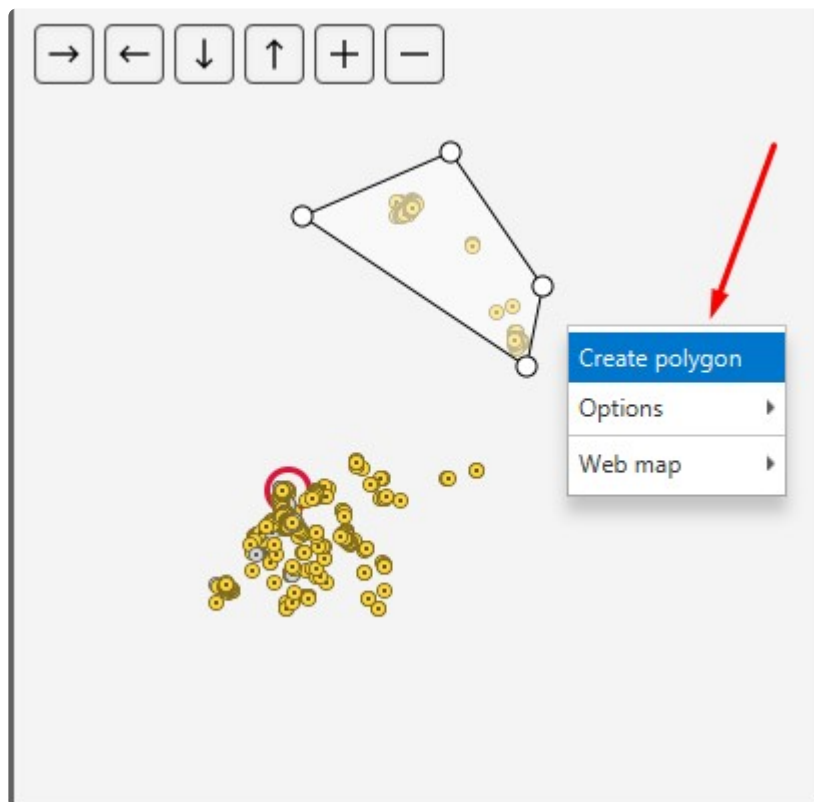 → ← ↓ ↑ + −
Create polygon
Options
Web map